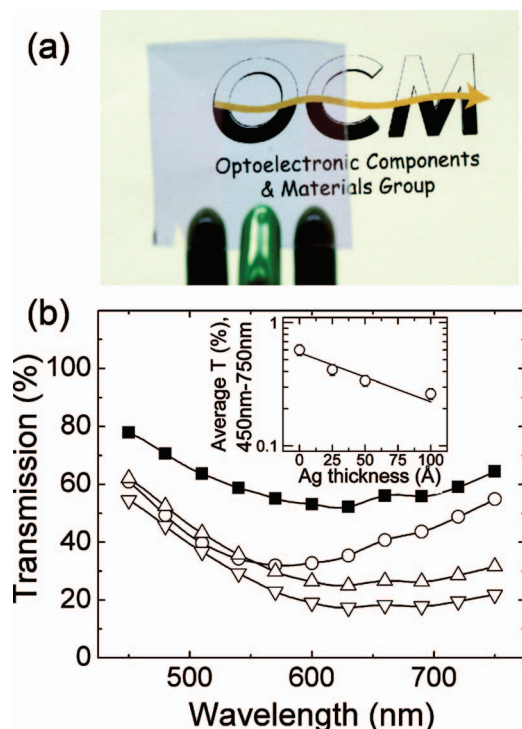 (a)
OCM
Optoelectronic Components
& Materials Group
(b)
Transmission (%)
120
100
80
60
40
20
0
500
600
700
Wavelength (nm)
Average T (%),
450nm-750nm
1
0.1
0
25
50
75
100
Ag thickness (Å)